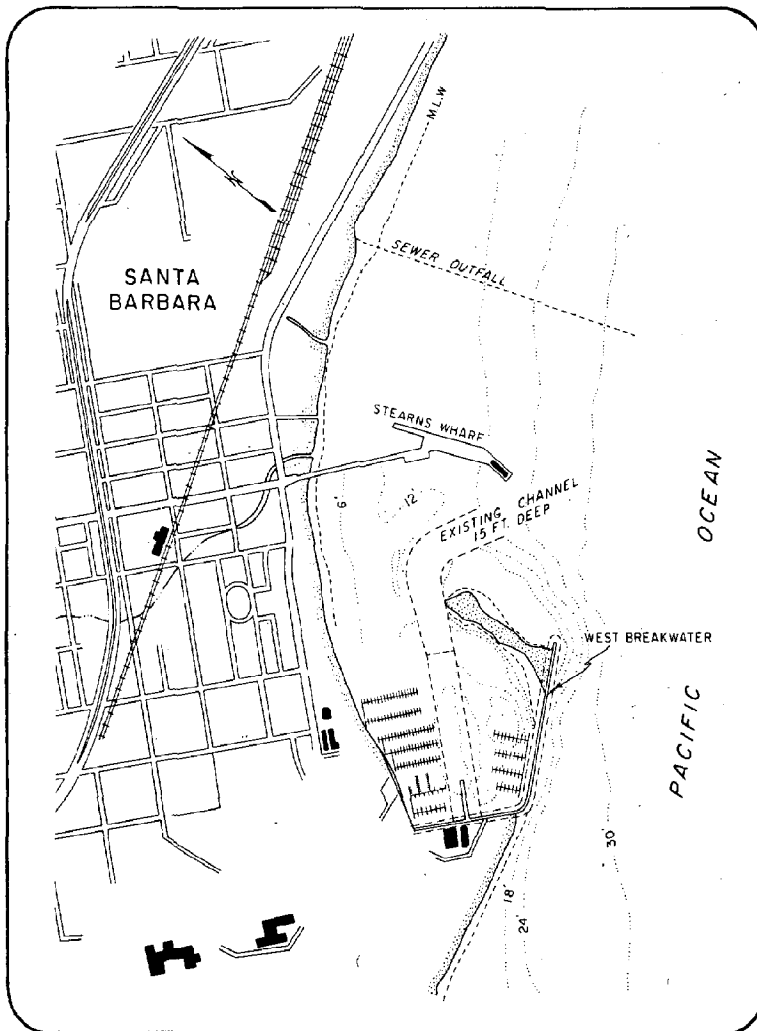 M.L.W
N
SEWER OUTFALL
SANTA
BARBARA
STEARNS WHARF
6'
12'
EXISTING CHANNEL
15 FT. DEEP
OCEAN
WEST BREAKWATER
PACIFIC
30'
18'
24'